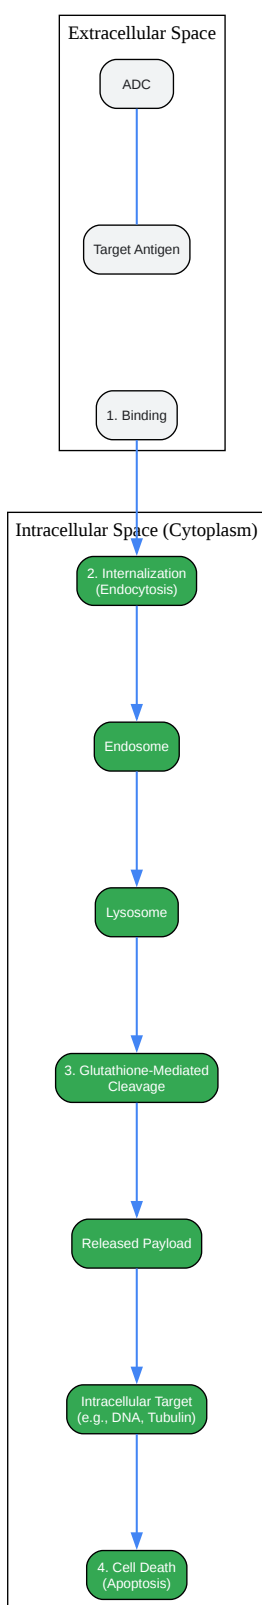 Extracellular Space
ADC
Target Antigen
1. Binding
Intracellular Space (Cytoplasm)
2. Internalization
(Endocytosis)
Endosome
Lysosome
3. Glutathione-Mediated
Cleavage
Released Payload
Intracellular Target
(e.g., DNA, Tubulin)
4. Cell Death
(Apoptosis)